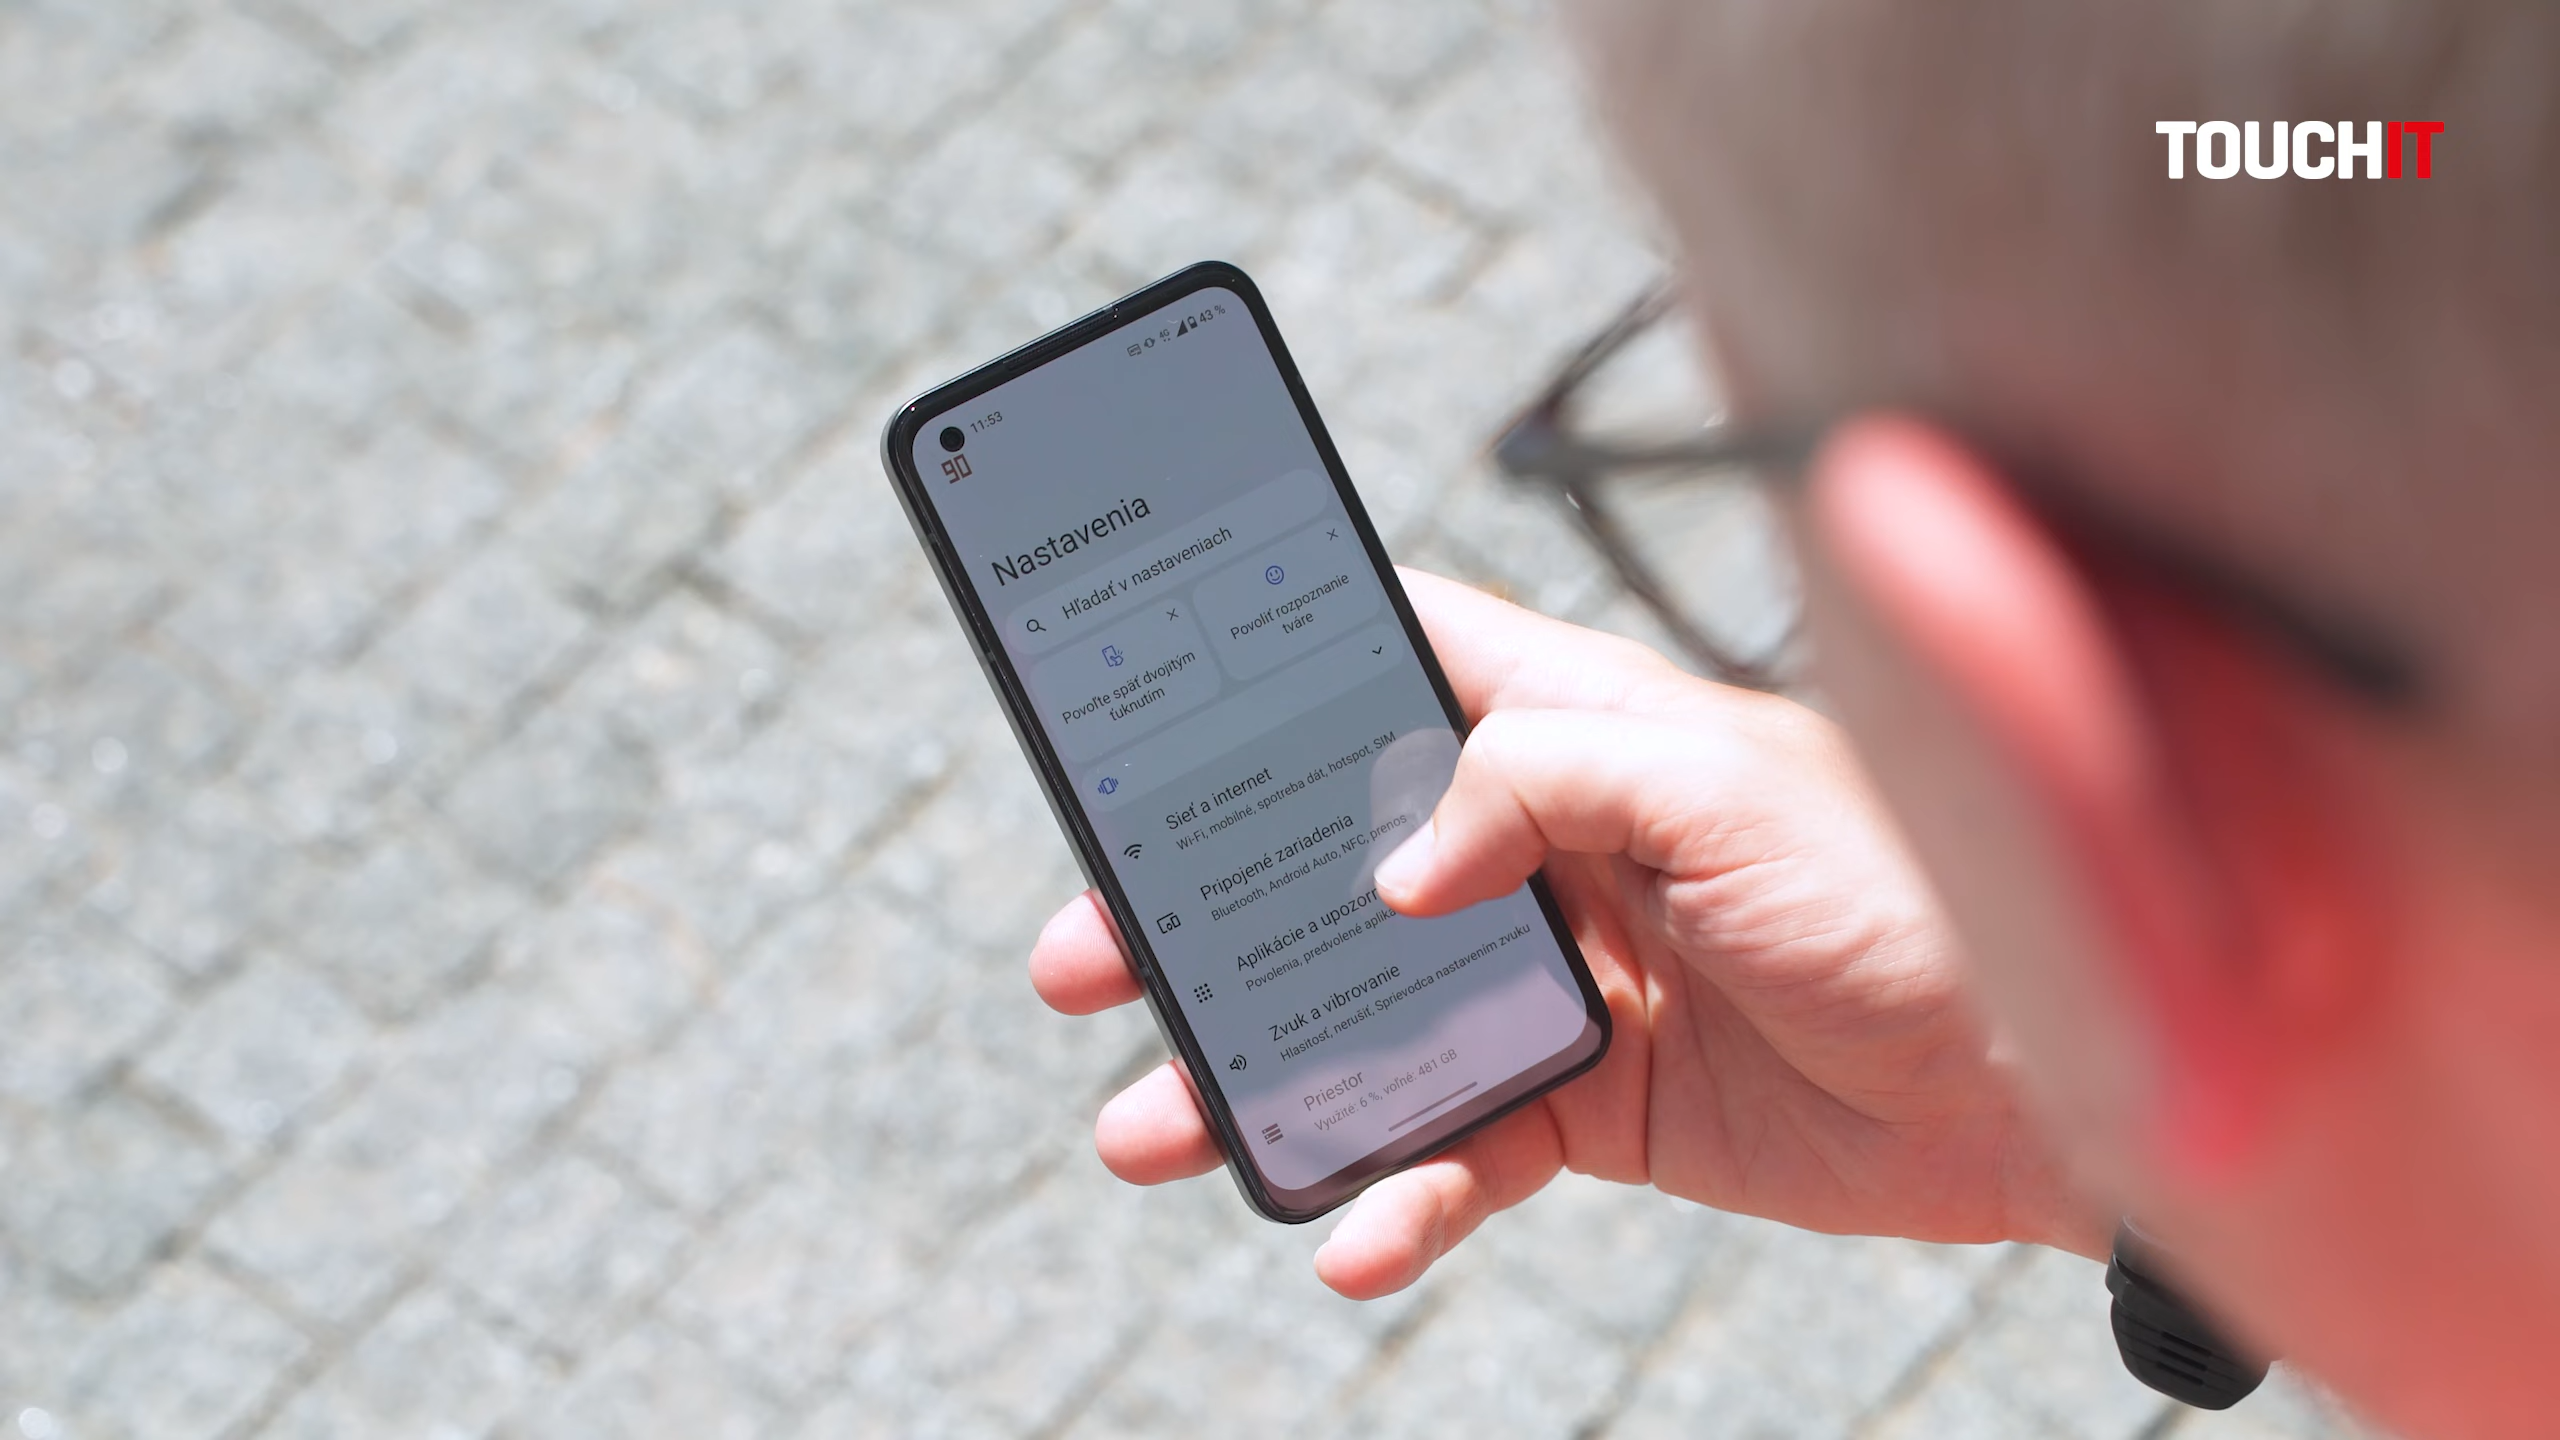 TOUCHIT
11:53
4G 43 %
90
Nastavenia
Hľadať v nastaveniach
Povoľte späť dvojitým
ťuknutím
Povoliť rozpoznanie
tváre
Sieť a internet
Wi-Fi, mobilné, spotreba dát, hotspot, SIM
Pripojené zariadenia
Bluetooth, Android Auto, NFC, prenos
Aplikácie a
Povolenia, predvolené
Zvuk a vibrovanie
Hlasitosť, nerušiť, Sprievodca nastavením zvuku
Priestor
Využité: 6 %, voľné: 481 GB